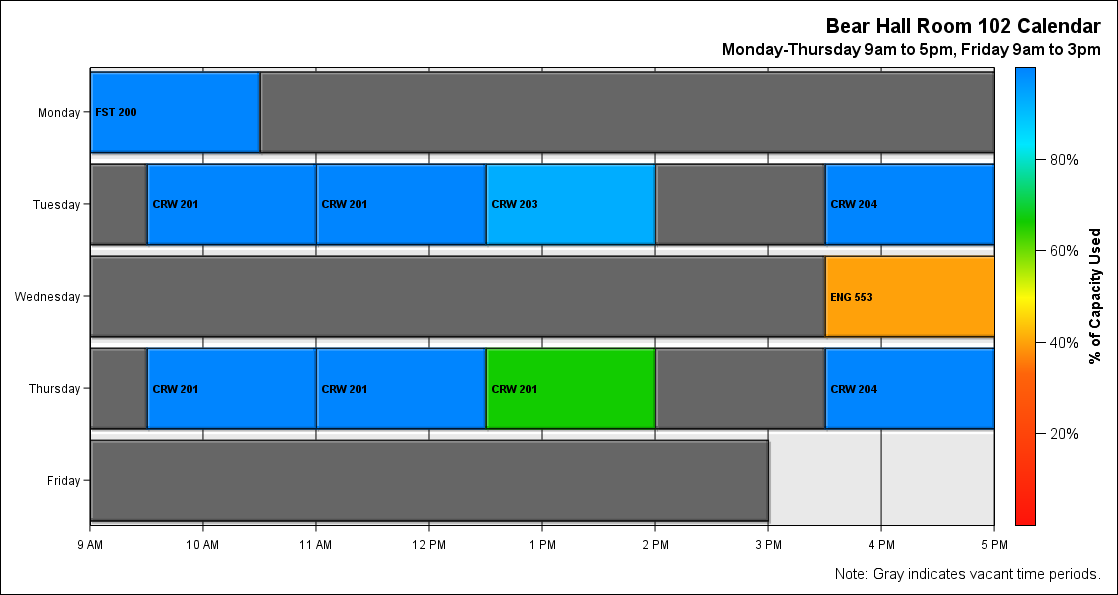 Bear Hall Room 102 Calendar
Monday-Thursday 9am to 5pm, Friday 9am to 3pm
Monday
FST 200
Tuesday
CRW 201
CRW 201
CRW 203
CRW 204
Wednesday
ENG 553
Thursday
CRW 201
CRW 201
CRW 201
CRW 204
Friday
9 AM
10 AM
11 AM
12 PM
1 PM
2 PM
3 PM
4 PM
5 PM
80%
60%
40%
20%
% of Capacity Used
Note: Gray indicates vacant time periods.